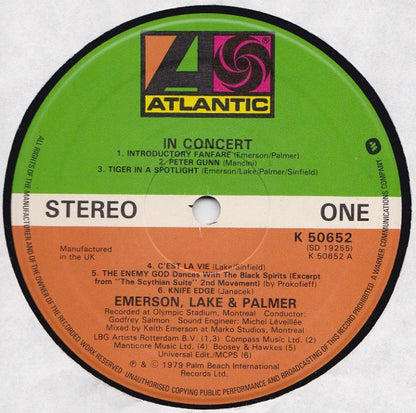 ATLANTIC
IN CONCERT
1. INTRODUCTORY FANFARE (Emerson/Palmer)
2. PETER GUNN (Mancini)
3. TIGER IN A SPOTLIGHT (Emerson/Lake/Palmer/Sinfield)
STEREO ONE
K 50652
(SD 19255)
K 50652 A
Manufactured
in the UK
4. C'EST LA VIE (Lake/Sinfield)
5. THE ENEMY GOD Dances With The Black Spirits (Excerpt
from "The Scythian Suite" 2nd Movement) (by Prokofieff)
6. KNIFE EDGE (Janacek)
EMERSON, LAKE & PALMER
Recorded at Olympic Stadium, Montreal Conductor:
Godfrey Salmon Sound Engineer: Michel Léveillée
Mixed by Keith Emerson at Marko Studios, Montreal
LBG Artists Rotterdam B.V. (1,3) Compass Music Ltd. (2)
Manticore Music Ltd. (4) Boosey & Hawkes (5)
Universal Edit./MCPS (6)
℗ © 1979 Palm Beach International
Records Ltd.
ALL RIGHTS OF THE MANUFACTURER AND OF THE OWNER OF THE RECORDED WORK RESERVED - UNAUTHORISED COPYING PUBLIC PERFORMANCE AND BROADCASTING OF THIS RECORD PROHIBITED · A WARNER COMMUNICATIONS COMPANY